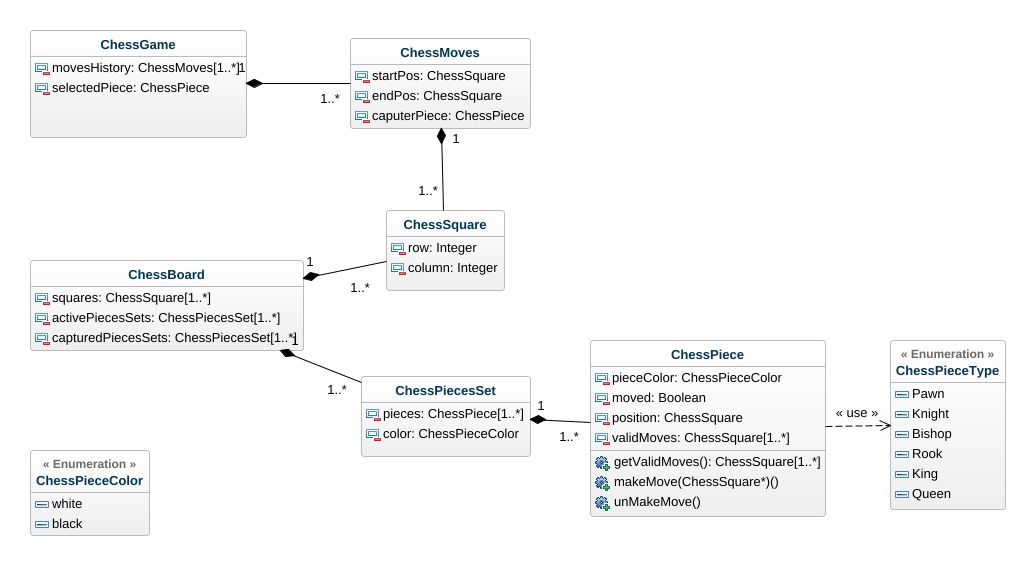 ChessGame
movesHistory: ChessMoves[1..*]
selectedPiece: ChessPiece
1
1..*
ChessMoves
startPos: ChessSquare
endPos: ChessSquare
caputerPiece: ChessPiece
1
1..*
ChessSquare
row: Integer
column: Integer
ChessBoard
squares: ChessSquare[1..*]
activePiecesSets: ChessPiecesSet[1..*]
capturedPiecesSets: ChessPiecesSet[1..*]
1
1..*
1
1..*
ChessPiecesSet
pieces: ChessPiece[1..*]
color: ChessPieceColor
1
1..*
ChessPiece
pieceColor: ChessPieceColor
moved: Boolean
position: ChessSquare
validMoves: ChessSquare[1..*]
getValidMoves(): ChessSquare[1..*]
makeMove(ChessSquare*)()
unMakeMove()
« use »
« Enumeration »
ChessPieceType
Pawn
Knight
Bishop
Rook
King
Queen
« Enumeration »
ChessPieceColor
white
black